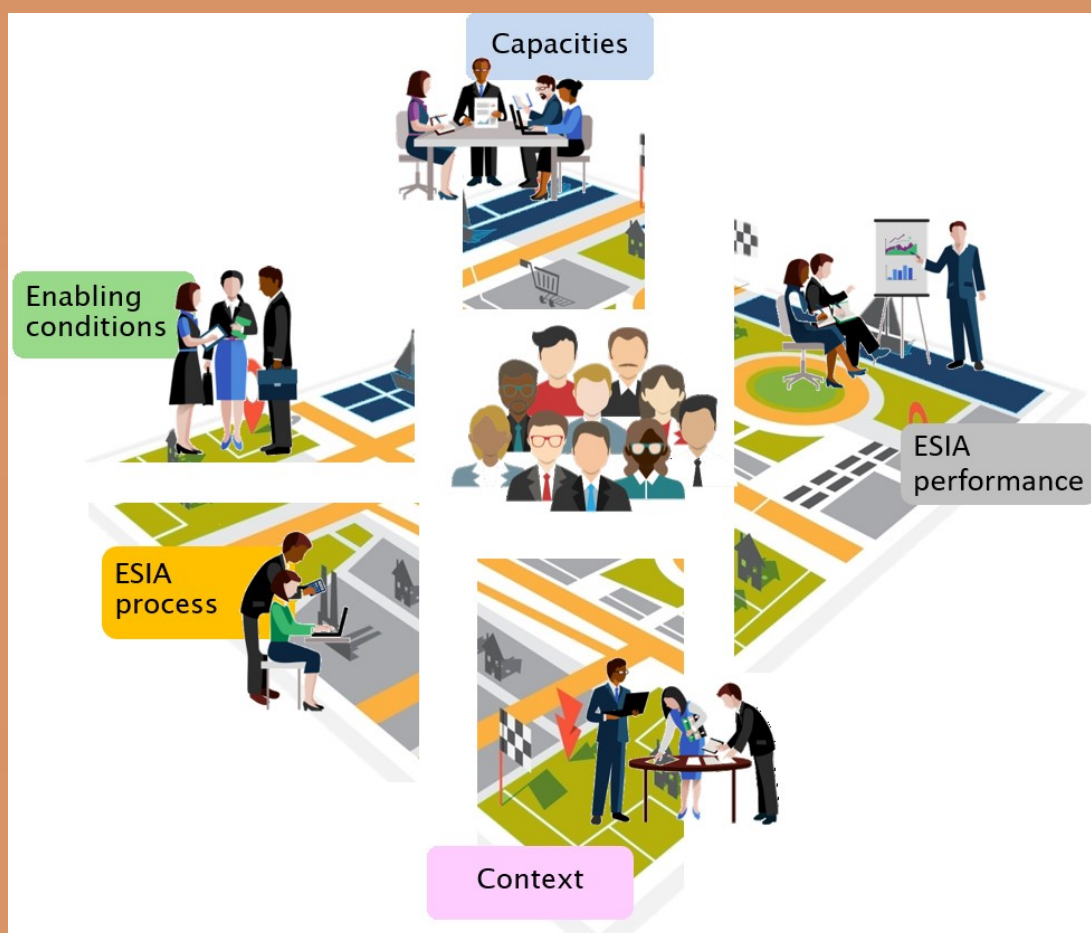 Capacities
Enabling
conditions
ESIA
performance
ESIA
process
Context